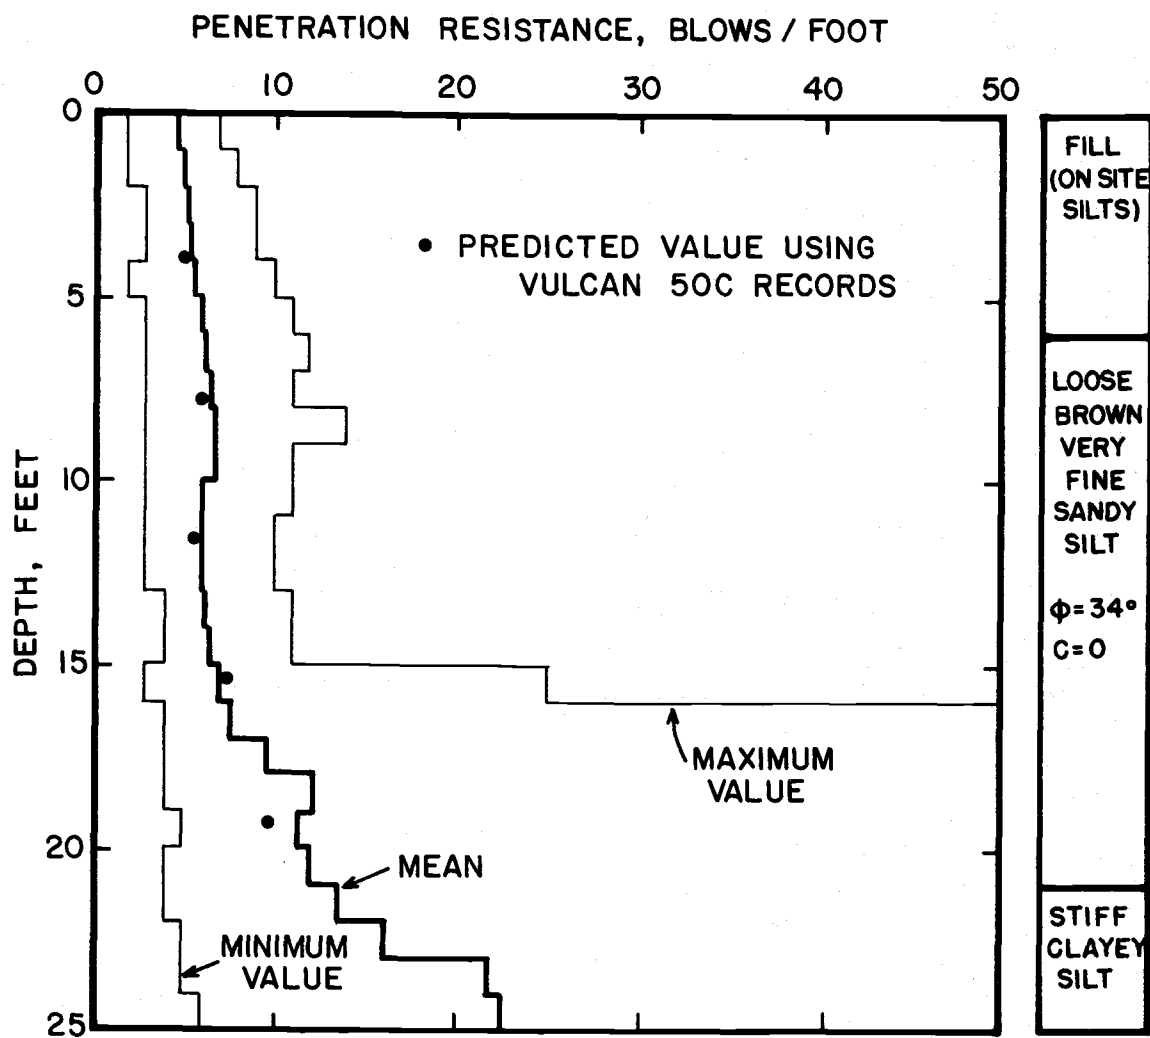 PENETRATION RESISTANCE, BLOWS / FOOT
0 10 20 30 40 50
0
5
10
15
20
25
DEPTH, FEET
PREDICTED VALUE USING
VULCAN 50C RECORDS
MAXIMUM
VALUE
MEAN
MINIMUM
VALUE
FILL
(ON SITE
SILTS)
LOOSE
BROWN
VERY
FINE
SANDY
SILT
φ=34°
C=0
STIFF
CLAYEY
SILT